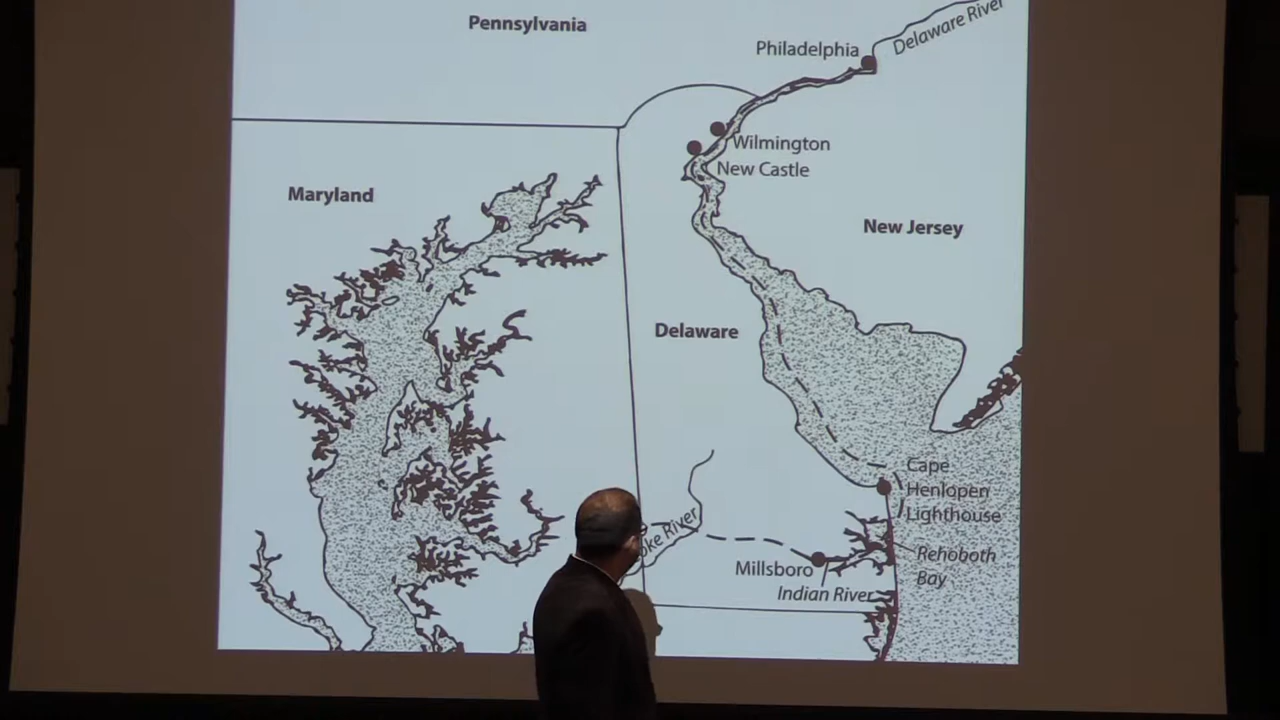 Pennsylvania
Delaware River
Philadelphia
Wilmington
New Castle
Maryland
New Jersey
Delaware
Cape
Henlopen
Lighthouse
River
Rehoboth
Bay
Millsboro
Indian River